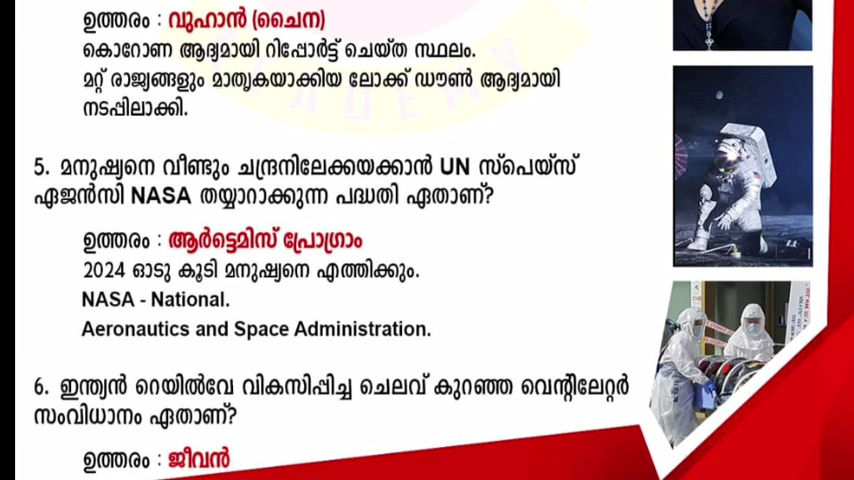 ഉത്തരം : വുഹാൻ (ചൈന)
കൊറോണ ആദ്യമായി റിപ്പോർട്ട് ചെയ്ത സ്ഥലം.
മറ്റ് രാജ്യങ്ങളും മാതൃകയാക്കിയ ലോക്ക് ഡൗൺ ആദ്യമായി
നടപ്പിലാക്കി.
5. മനുഷ്യനെ വീണ്ടും ചന്ദ്രനിലേക്കയക്കാൻ UN സ്പെയ്സ്
ഏജൻസി NASA തയ്യാറാക്കുന്ന പദ്ധതി ഏതാണ്?
ഉത്തരം : ആർട്ടെമിസ് പ്രോഗ്രാം
2024 ഓടു കൂടി മനുഷ്യനെ എത്തിക്കും.
NASA - National.
Aeronautics and Space Administration.
6. ഇന്ത്യൻ റെയിൽവേ വികസിപ്പിച്ച ചെലവ് കുറഞ്ഞ വെന്റിലേറ്റർ
സംവിധാനം ഏതാണ്?
ഉത്തരം : ജീവൻ